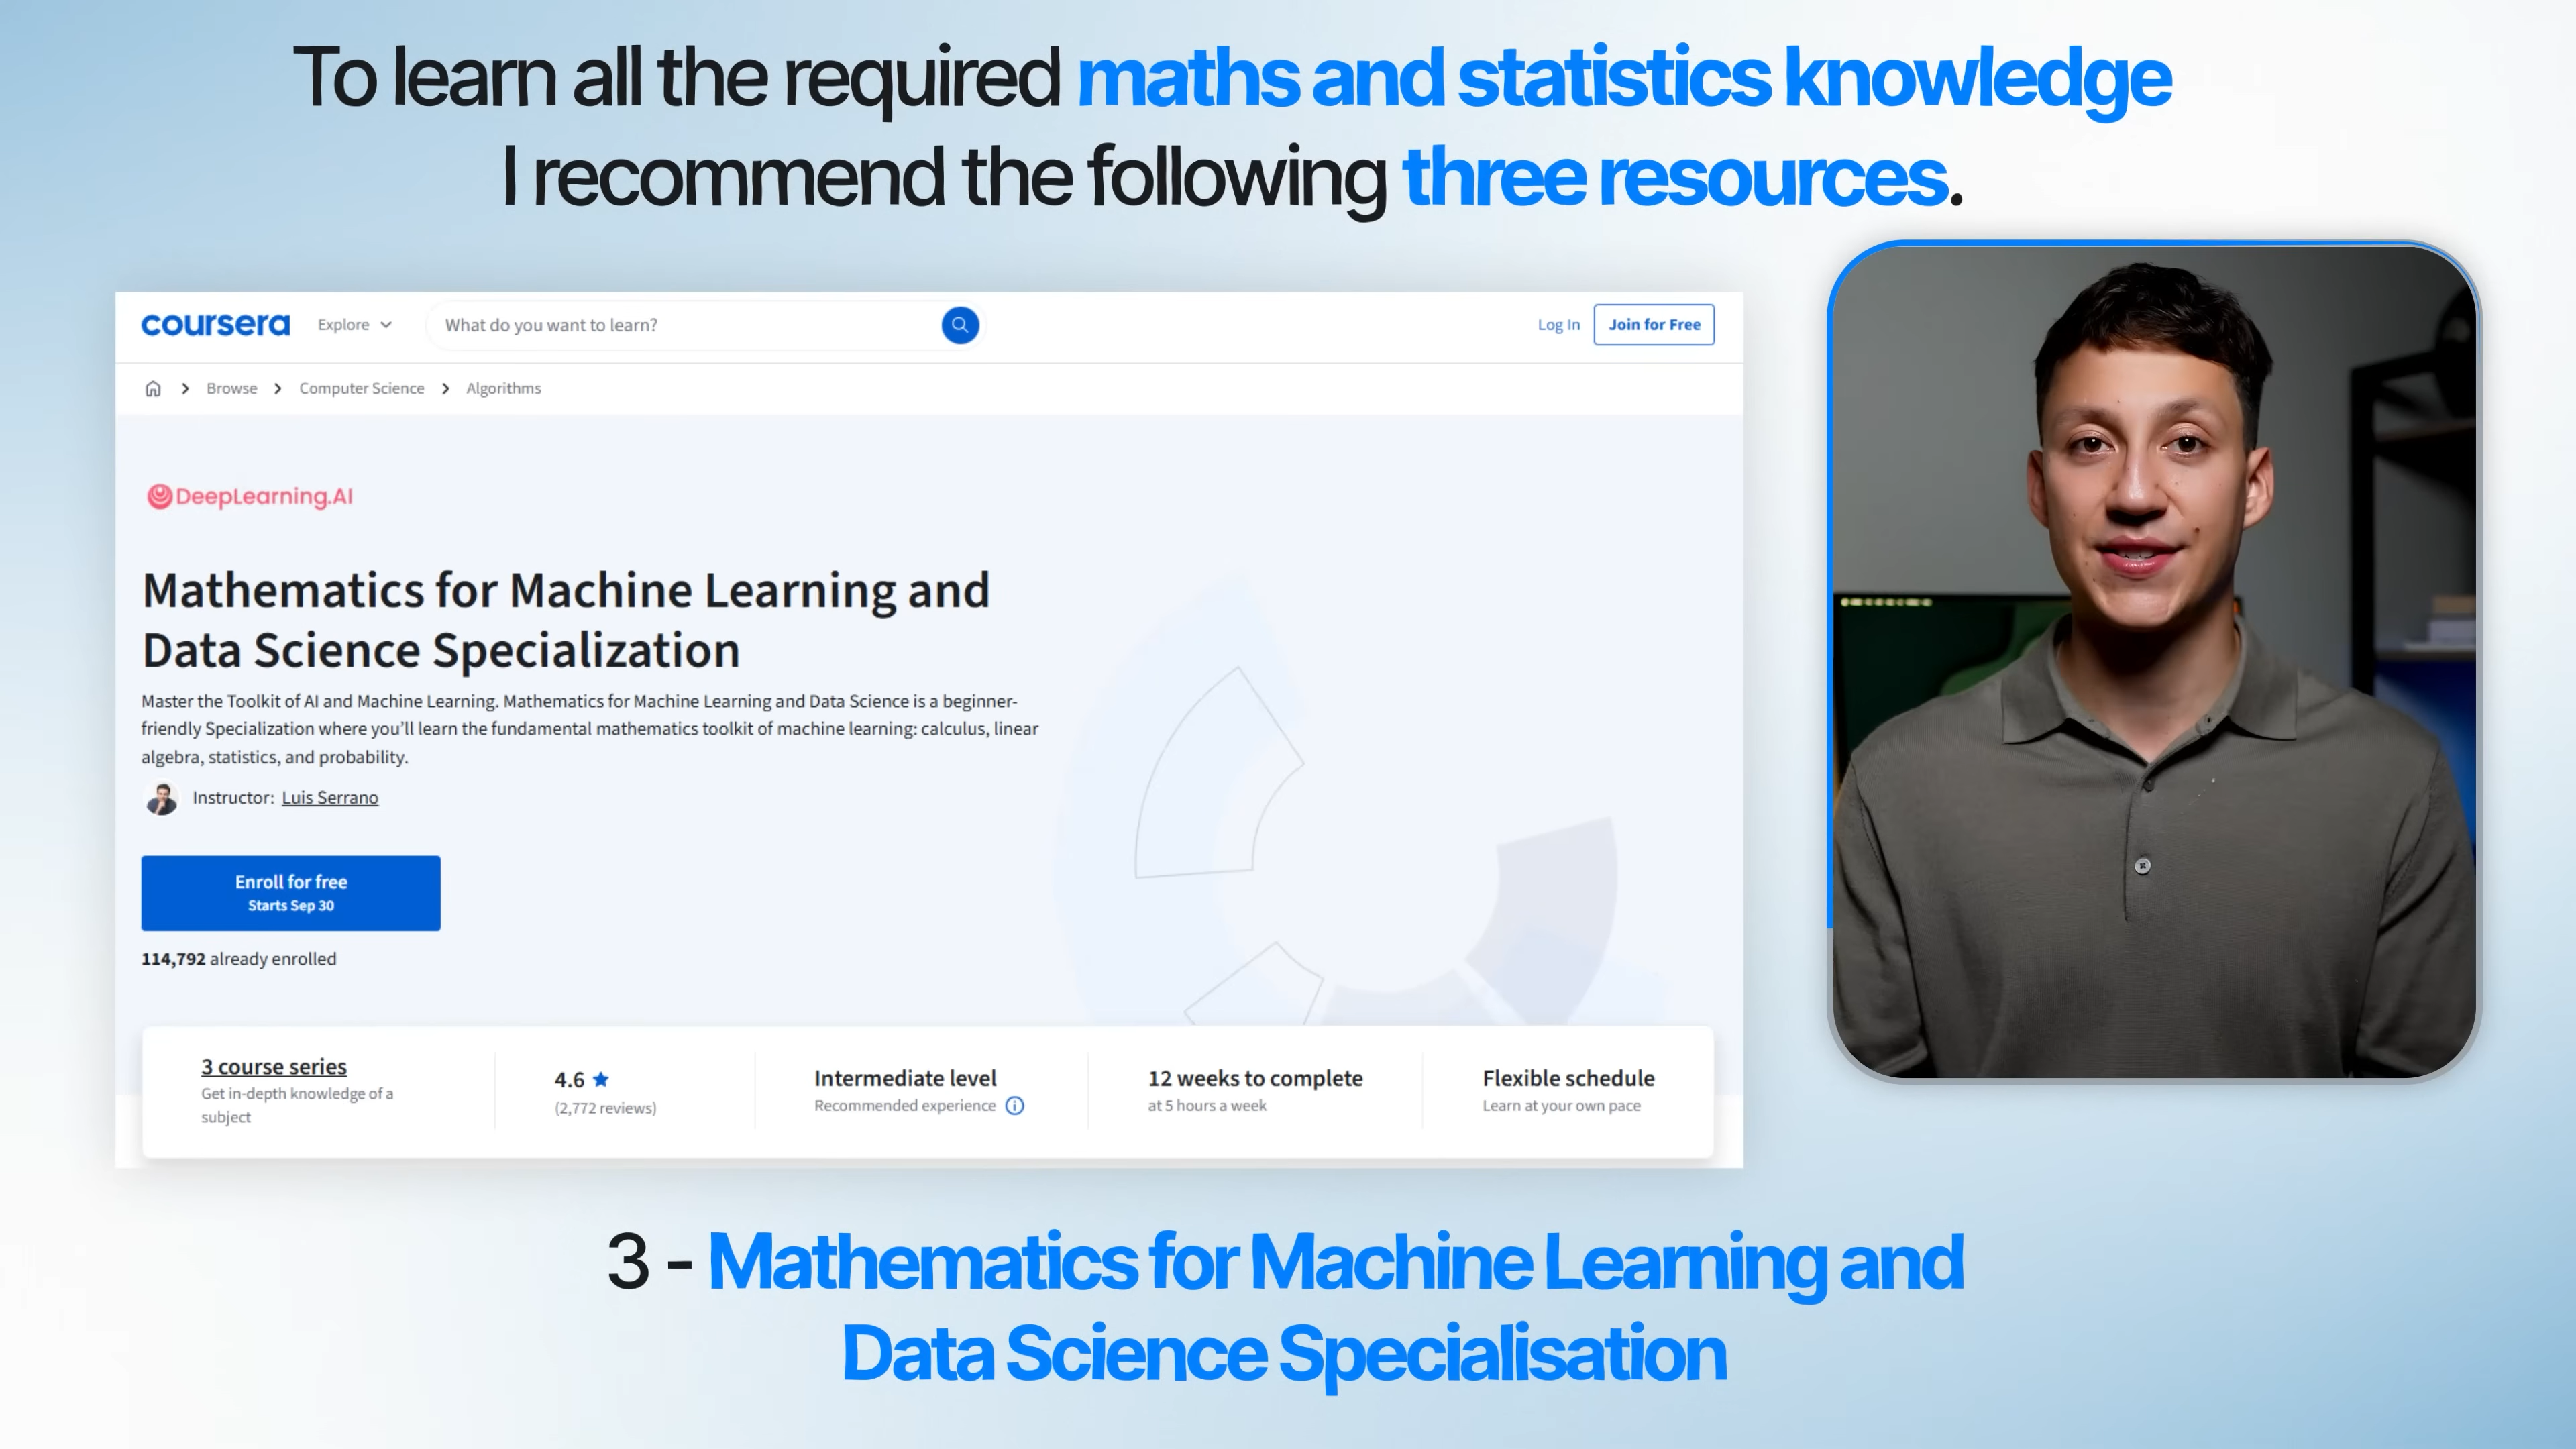 To learn all the required maths and statistics knowledge
I recommend the following three resources.
coursera
Explore
What do you want to learn?
Log In
Join for Free
Browse
Computer Science
Algorithms
DeepLearning.AI
Mathematics for Machine Learning and
Data Science Specialization
Master the Toolkit of AI and Machine Learning. Mathematics for Machine Learning and Data Science is a beginner-
friendly Specialization where you'll learn the fundamental mathematics toolkit of machine learning: calculus, linear
algebra, statistics, and probability.
Instructor: Luis Serrano
Enroll for free
Starts Sep 30
114,792 already enrolled
3 course series
Get in-depth knowledge of a
subject
4.6
(2,772 reviews)
Intermediate level
Recommended experience
12 weeks to complete
at 5 hours a week
Flexible schedule
Learn at your own pace
3 - Mathematics for Machine Learning and
Data Science Specialisation